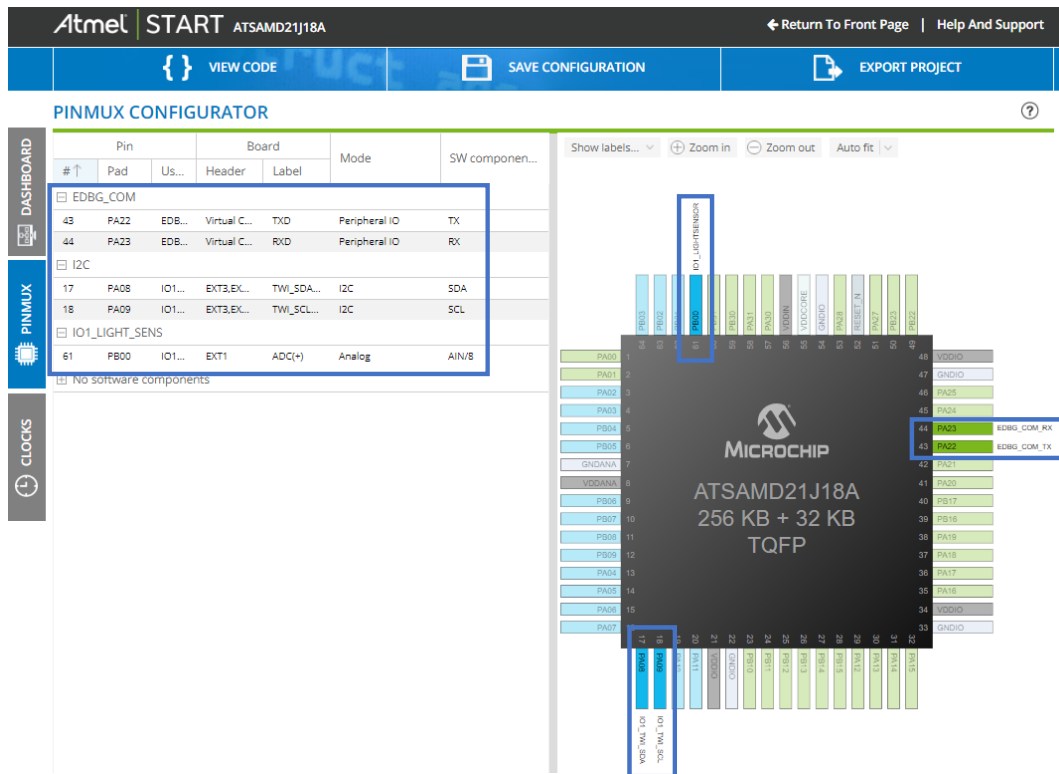 Atmel START ATSAMD21J18A
Return To Front Page | Help And Support
{ } VIEW CODE
SAVE CONFIGURATION
EXPORT PROJECT
PINMUX CONFIGURATOR
?
DASHBOARD
PINMUX
CLOCKS
Pin Board Mode SW componen...
# Pad Us... Header Label
EDBG_COM
43 PA22 EDB... Virtual C... TXD Peripheral IO TX
44 PA23 EDB... Virtual C... RXD Peripheral IO RX
I2C
17 PA08 IO1... EXT3,EX... TWI_SDA... I2C SDA
18 PA09 IO1... EXT3,EX... TWI_SCL... I2C SCL
IO1_LIGHT_SENS
61 PB00 IO1... EXT1 ADC(+) Analog AIN/8
No software components
Show labels... Zoom in Zoom out Auto fit
IO1_LIGHTSENSOR
PB03 PB02 PB00 PB30 PA31 PA30 VDDIN VDDCORE GNDIO PA28 RESET_N PA27 PB23 PB22
64 63 61 59 58 57 56 55 54 53 52 51 50 49
PA00 1
PA01 2
PA02 3
PA03 4
PB04 5
PB05 6
GNDANA 7
VDDANA 8
PB06 9
PB07 10
PB08 11
PB09 12
PA04 13
PA05 14
PA06 15
PA07
MICROCHIP
ATSAMD21J18A
256 KB + 32 KB
TQFP
48 VDDIO
47 GNDIO
46 PA25
45 PA24
44 PA23 EDBG_COM_RX
43 PA22 EDBG_COM_TX
42 PA21
41 PA20
40 PB17
39 PB16
38 PA19
37 PA18
36 PA17
35 PA16
34 VDDIO
33 GNDIO
17 18 19 20 21 22 23 24 25 26 27 28 29 30 31 32
PA08 PA09 PA11 VDDIO GNDIO PB10 PB11 PB12 PB13 PB14 PB15 PA12 PA13 PA14 PA15
IO1_TWI_SDA
IO1_TWI_SCL